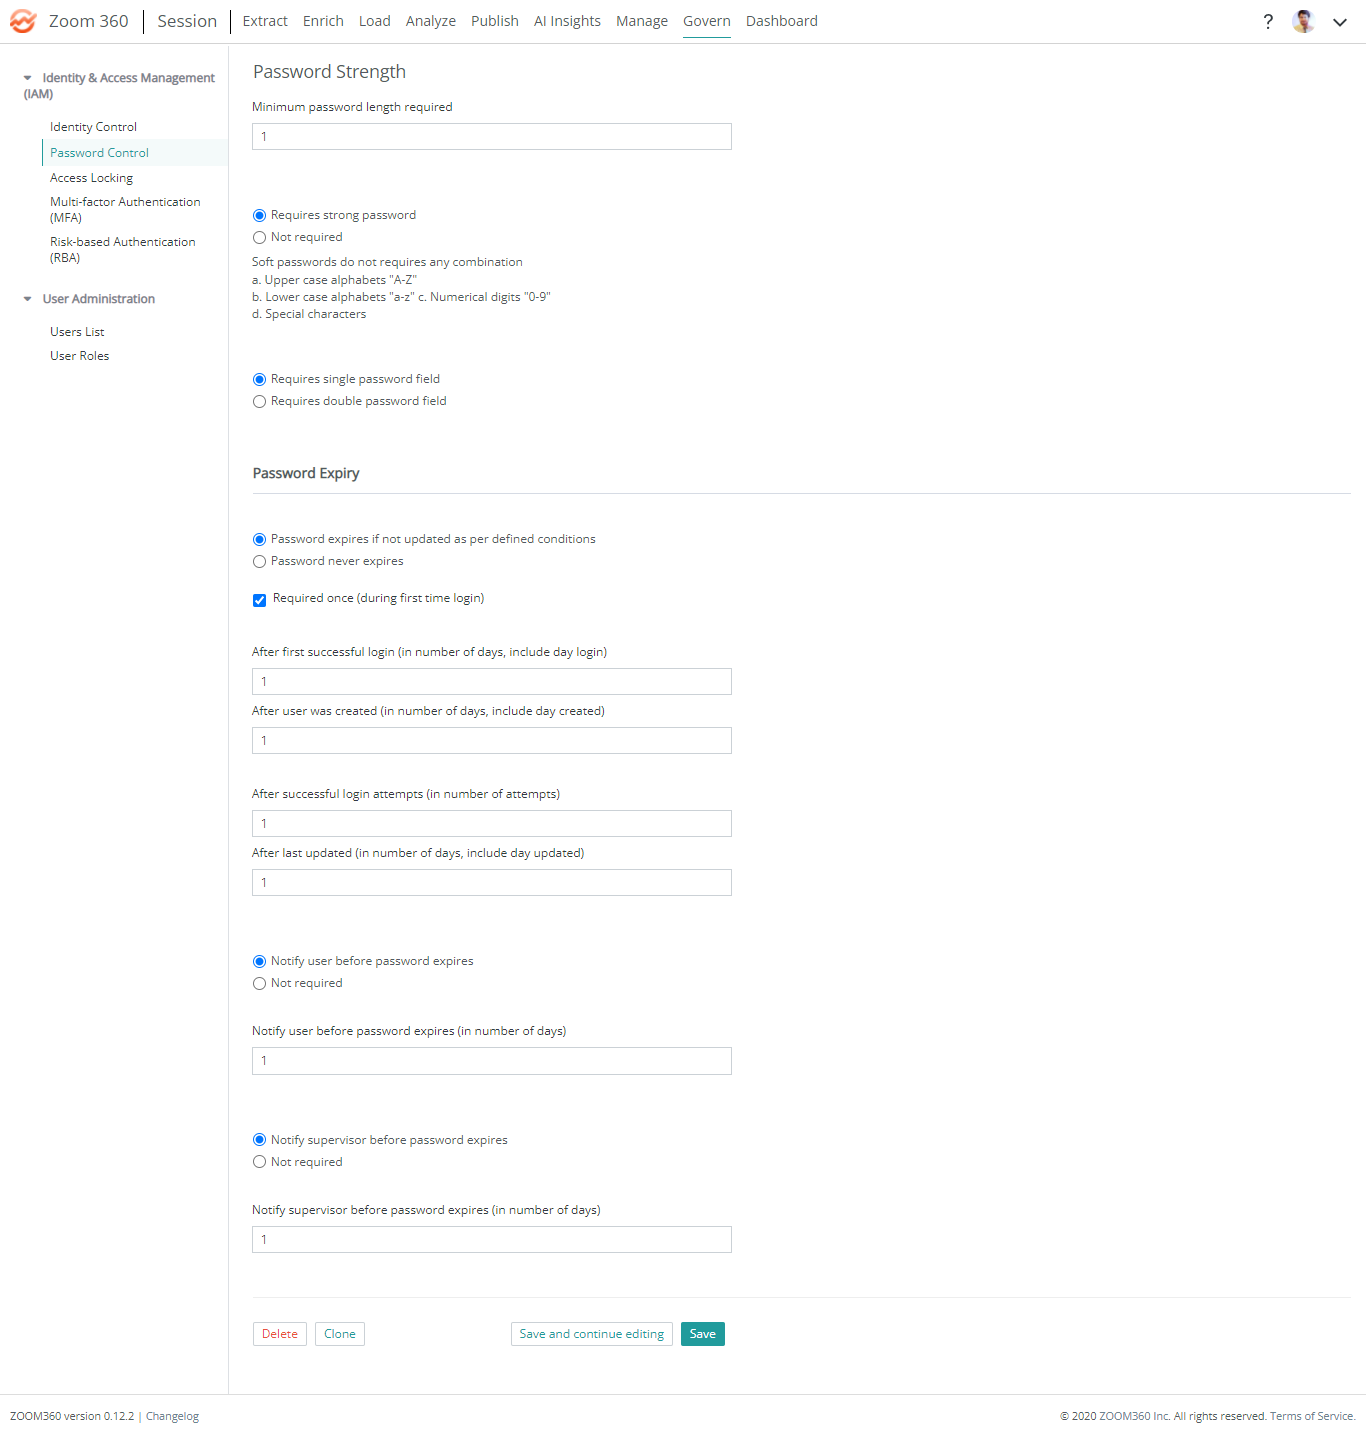 Zoom 360 Session Extract Enrich Load Analyze Publish AI Insights Manage Govern Dashboard ?
Identity & Access Management
(IAM)
Identity Control
Password Control
Access Locking
Multi-factor Authentication
(MFA)
Risk-based Authentication
(RBA)
User Administration
Users List
User Roles
Password Strength
Minimum password length required
1
Requires strong password
Not required
Soft passwords do not requires any combination
a. Upper case alphabets "A-Z"
b. Lower case alphabets "a-z" c. Numerical digits "0-9"
d. Special characters
Requires single password field
Requires double password field
Password Expiry
Password expires if not updated as per defined conditions
Password never expires
Required once (during first time login)
After first successful login (in number of days, include day login)
1
After user was created (in number of days, include day created)
1
After successful login attempts (in number of attempts)
1
After last updated (in number of days, include day updated)
1
Notify user before password expires
Not required
Notify user before password expires (in number of days)
1
Notify supervisor before password expires
Not required
Notify supervisor before password expires (in number of days)
1
Delete Clone Save and continue editing Save
ZOOM360 version 0.12.2 | Changelog © 2020 ZOOM360 Inc. All rights reserved. Terms of Service.